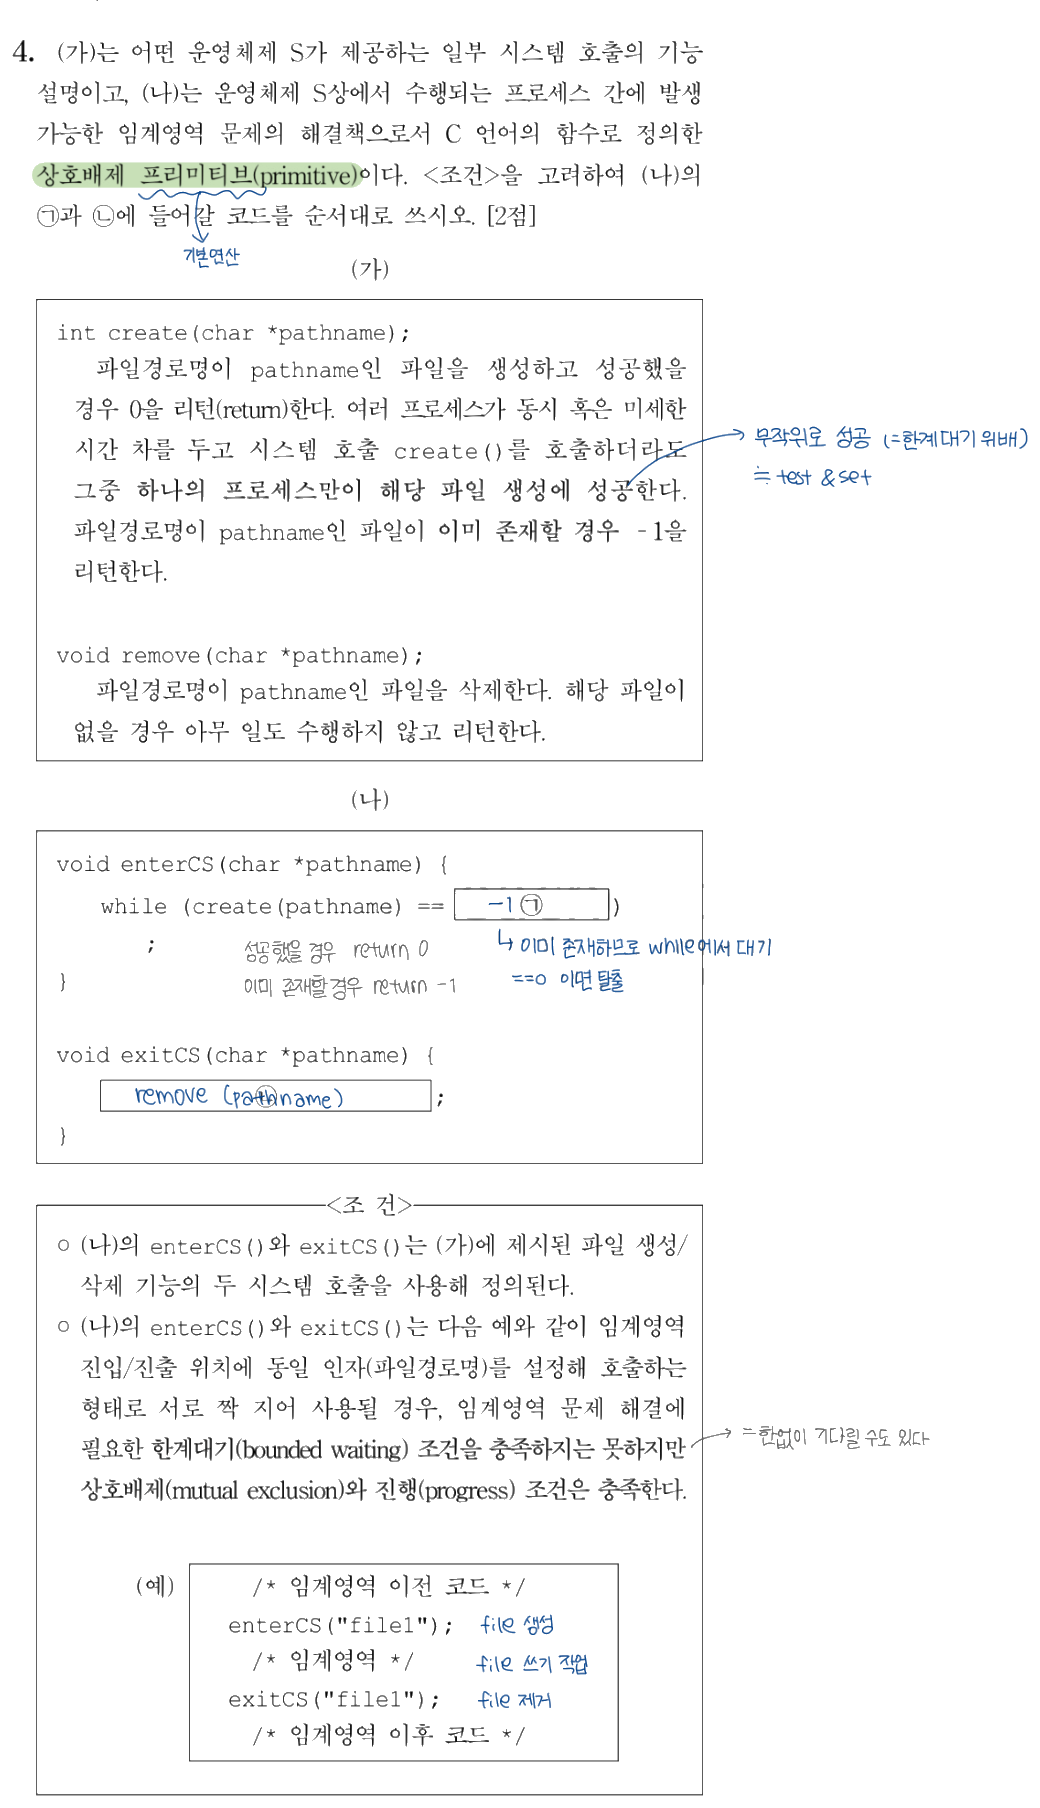 4. (가)는 어떤 운영체제 S가 제공하는 일부 시스템 호출의 기능
설명이고, (나)는 운영체제 S상에서 수행되는 프로세스 간에 발생
가능한 임계영역 문제의 해결책으로서 C 언어의 함수로 정의한
상호배제 프리미티브(primitive)이다. <조건>을 고려하여 (나)의
㉠과 ㉡에 들어갈 코드를 순서대로 쓰시오. [2점]
기본연산
(가)
int create(char *pathname);
파일경로명이 pathname인 파일을 생성하고 성공했을
경우 0을 리턴(return)한다. 여러 프로세스가 동시 혹은 미세한
시간 차를 두고 시스템 호출 create()를 호출하더라도
무작위로 성공 (=한계대기 위배)
그중 하나의 프로세스만이 해당 파일 생성에 성공한다.
≒ test & set
파일경로명이 pathname인 파일이 이미 존재할 경우 -1을
리턴한다.
void remove(char *pathname);
파일경로명이 pathname인 파일을 삭제한다. 해당 파일이
없을 경우 아무 일도 수행하지 않고 리턴한다.
(나)
void enterCS(char *pathname) {
while (create(pathname) == -1 ㉠ )
; 성공했을 경우 return 0 ↳ 이미 존재하므로 while에서 대기
} 이미 존재할 경우 return -1 ==0 이면 탈출
void exitCS(char *pathname) {
remove (pathname) ;
}
<조 건>
○ (나)의 enterCS()와 exitCS()는 (가)에 제시된 파일 생성/
삭제 기능의 두 시스템 호출을 사용해 정의된다.
○ (나)의 enterCS()와 exitCS()는 다음 예와 같이 임계영역
진입/진출 위치에 동일 인자(파일경로명)를 설정해 호출하는
형태로 서로 짝 지어 사용될 경우, 임계영역 문제 해결에
필요한 한계대기(bounded waiting) 조건을 충족하지는 못하지만
= 한없이 기다릴 수도 있다
상호배제(mutual exclusion)와 진행(progress) 조건은 충족한다.
(예) /* 임계영역 이전 코드 */
enterCS("file1"); file 생성
/* 임계영역 */ file 쓰기 작업
exitCS("file1"); file 제거
/* 임계영역 이후 코드 */